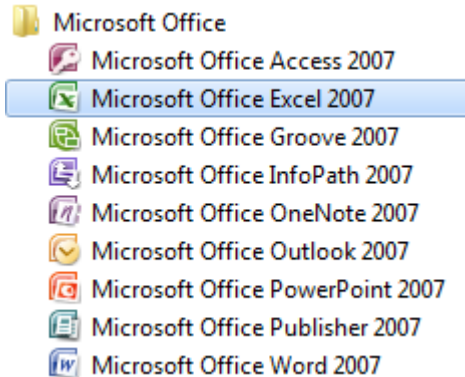 Microsoft Office
Microsoft Office Access 2007
Microsoft Office Excel 2007
Microsoft Office Groove 2007
Microsoft Office InfoPath 2007
Microsoft Office OneNote 2007
Microsoft Office Outlook 2007
Microsoft Office PowerPoint 2007
Microsoft Office Publisher 2007
Microsoft Office Word 2007